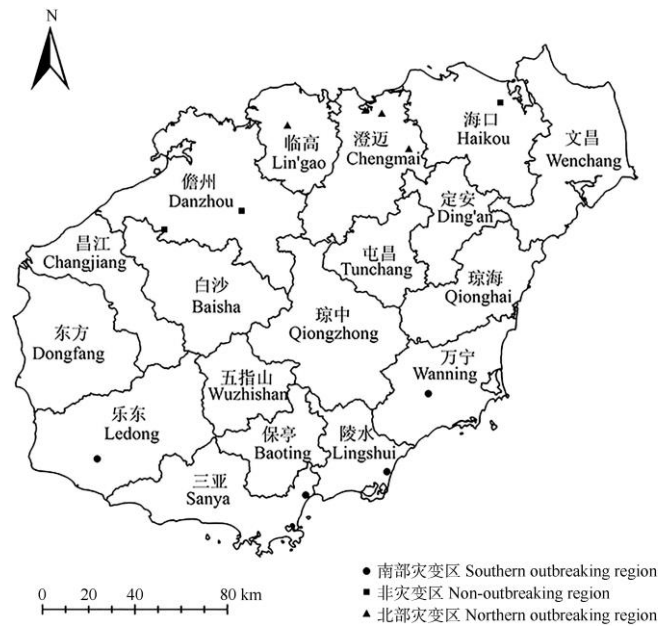 N
海口
Haikou
文昌
Wenchang
临高
Lin'gao
澄迈
Chengmai
儋州
Danzhou
定安
Ding'an
昌江
Changjiang
屯昌
Tunchang
琼海
Qionghai
白沙
Baisha
琼中
Qiongzhong
东方
Dongfang
万宁
Wanning
五指山
Wuzhishan
乐东
Ledong
保亭
Baoting
陵水
Lingshui
三亚
Sanya
0 20 40 80 km
南部灾变区 Southern outbreaking region
非灾变区 Non-outbreaking region
北部灾变区 Northern outbreaking region